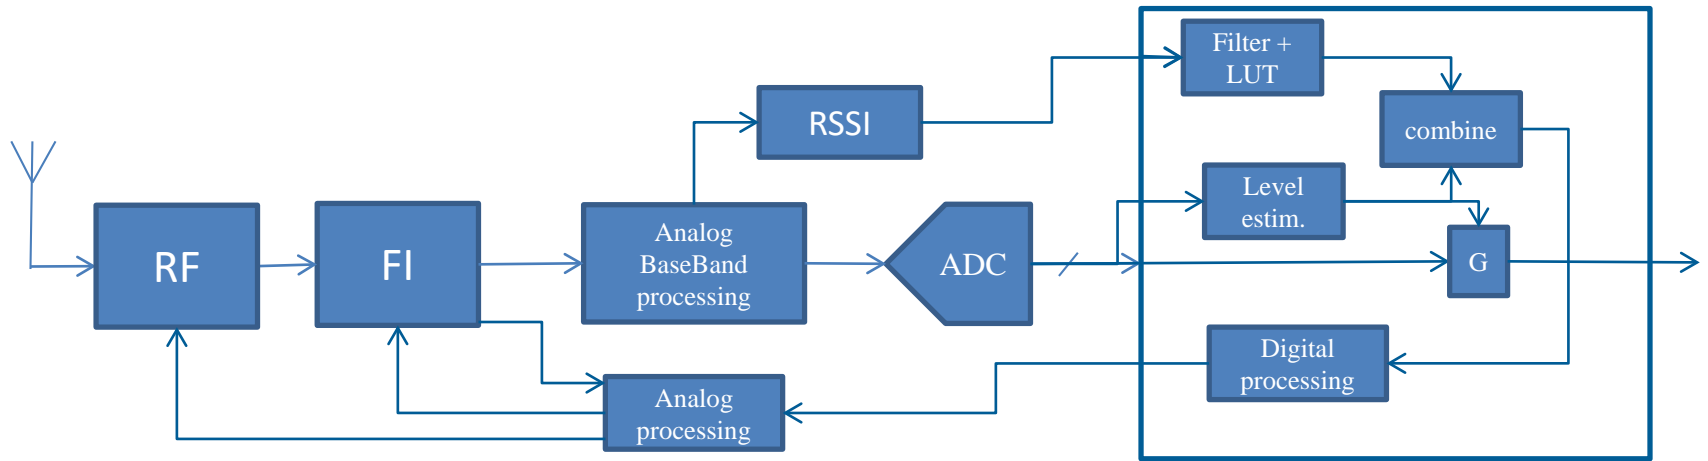 Filter +
LUT
RSSI
combine
Level
estim.
RF
FI
Analog
BaseBand
processing
ADC
G
Digital
processing
Analog
processing